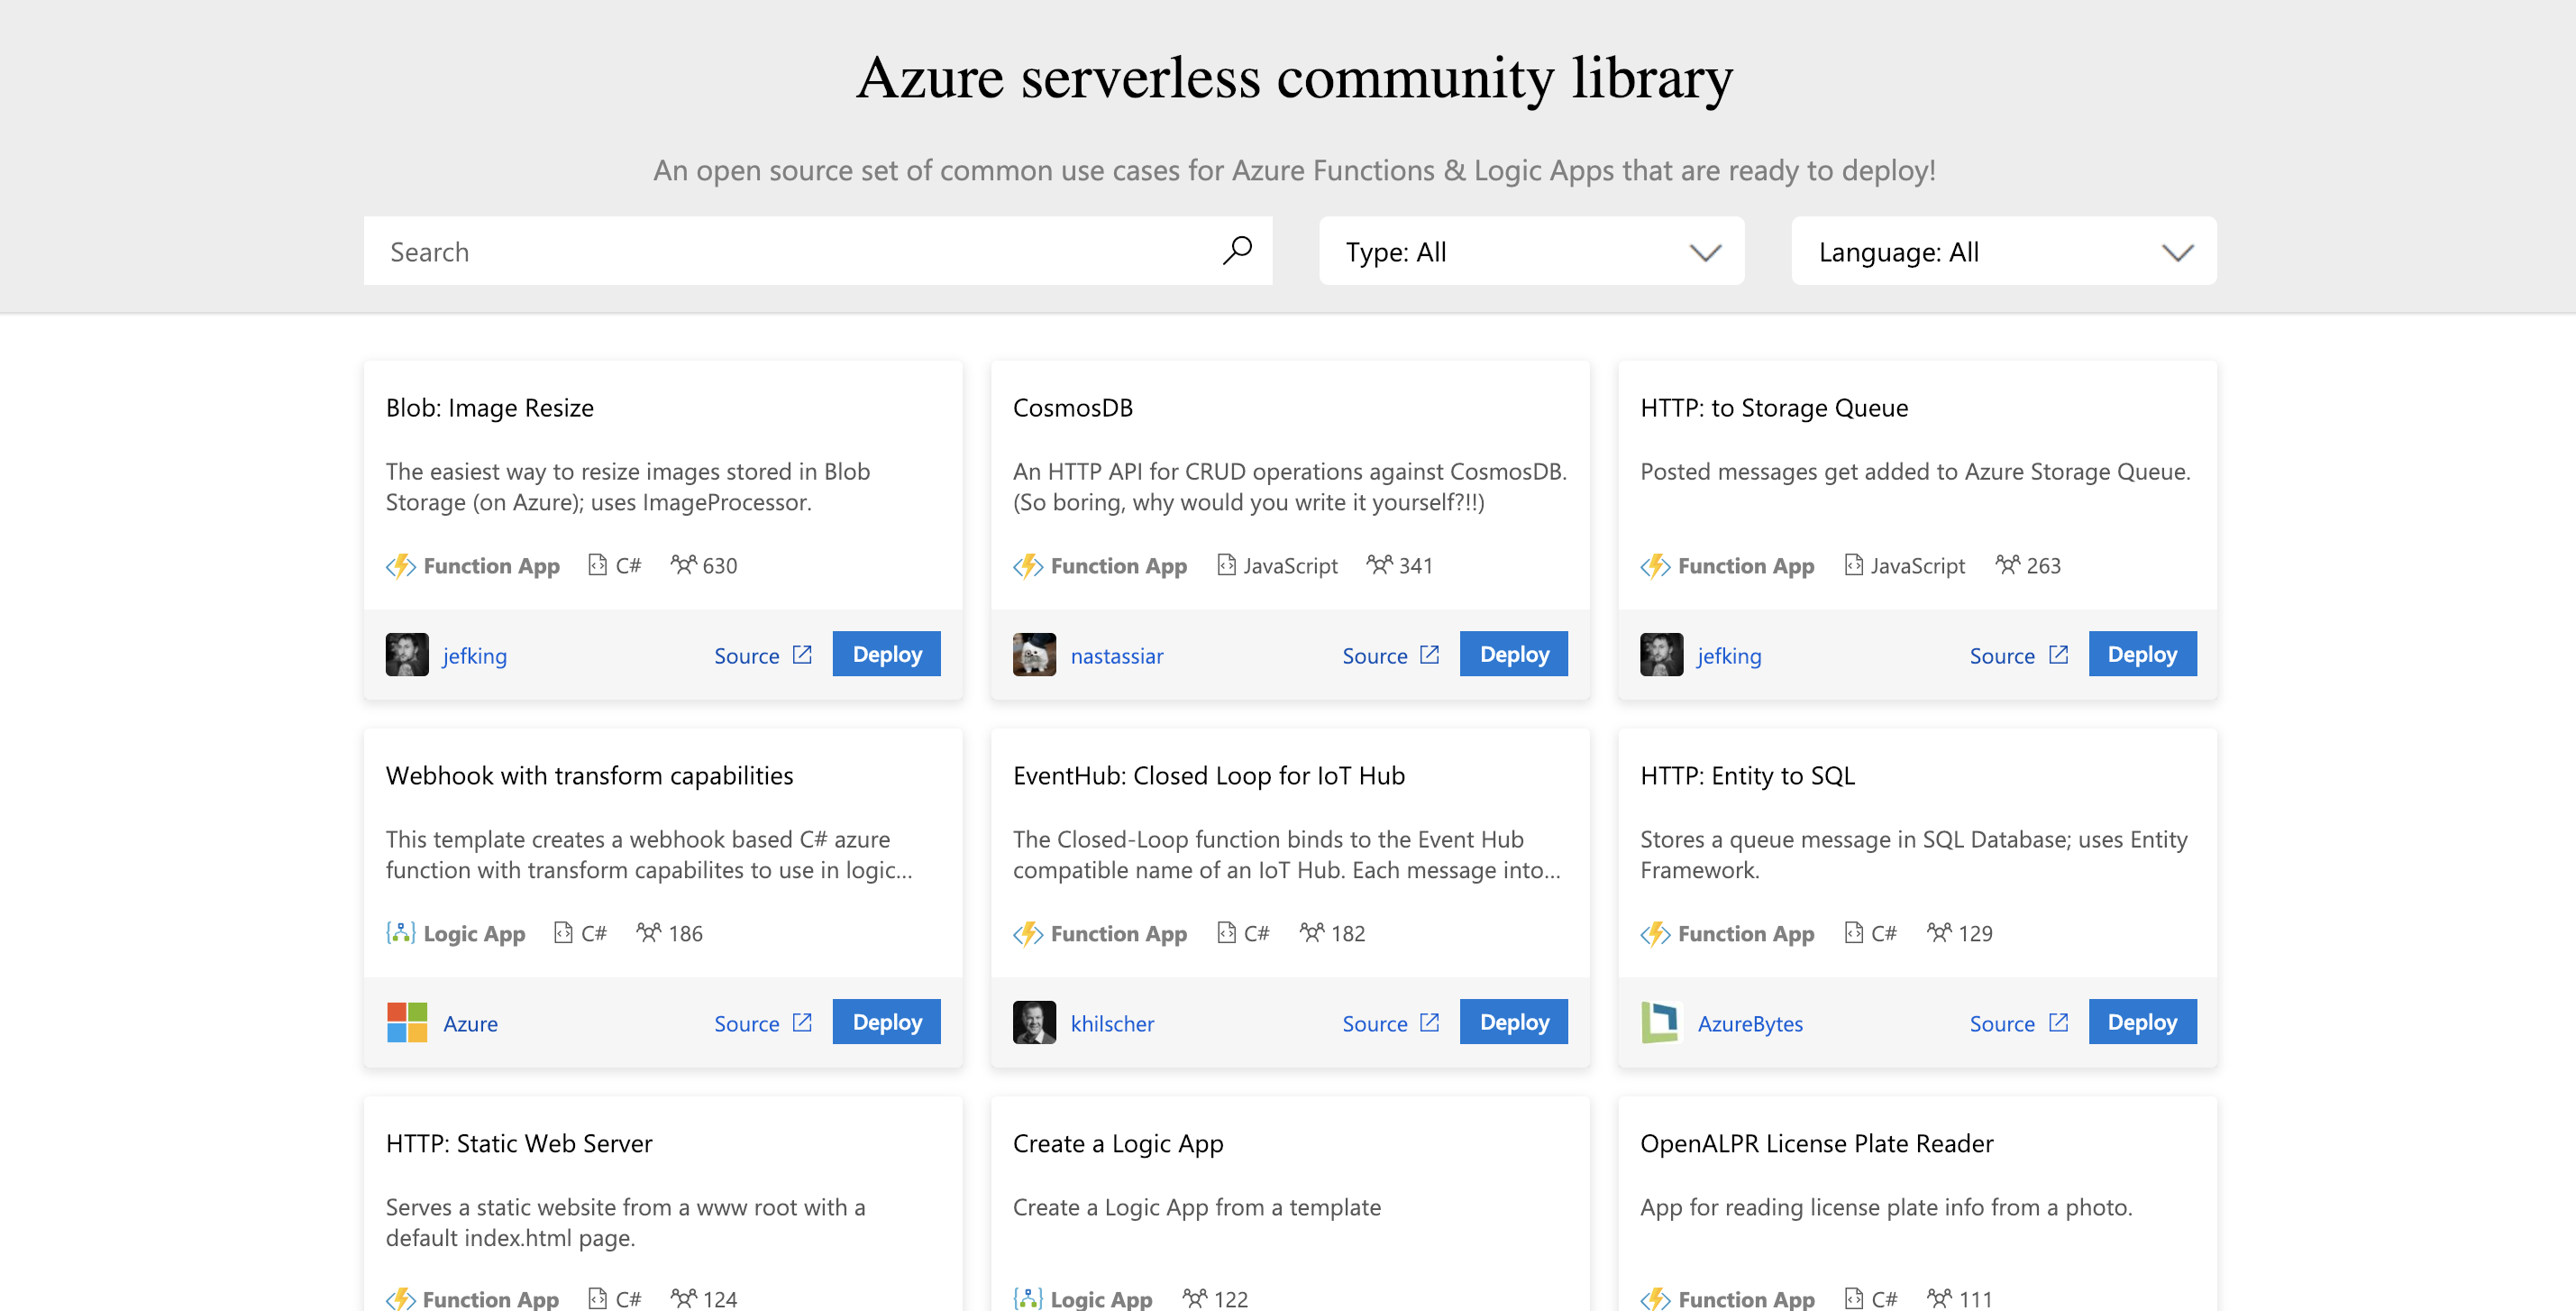 Azure serverless community library
An open source set of common use cases for Azure Functions & Logic Apps that are ready to deploy!
Search
Type: All
Language: All
Blob: Image Resize
The easiest way to resize images stored in Blob
Storage (on Azure); uses ImageProcessor.
Function App C# 630
jefking Source Deploy
CosmosDB
An HTTP API for CRUD operations against CosmosDB.
(So boring, why would you write it yourself?!!)
Function App JavaScript 341
nastassiar Source Deploy
HTTP: to Storage Queue
Posted messages get added to Azure Storage Queue.
Function App JavaScript 263
jefking Source Deploy
Webhook with transform capabilities
This template creates a webhook based C# azure
function with transform capabilites to use in logic...
Logic App C# 186
Azure Source Deploy
EventHub: Closed Loop for IoT Hub
The Closed-Loop function binds to the Event Hub
compatible name of an IoT Hub. Each message into...
Function App C# 182
khilscher Source Deploy
HTTP: Entity to SQL
Stores a queue message in SQL Database; uses Entity
Framework.
Function App C# 129
AzureBytes Source Deploy
HTTP: Static Web Server
Serves a static website from a www root with a
default index.html page.
Function App C# 124
Create a Logic App
Create a Logic App from a template
Logic App 122
OpenALPR License Plate Reader
App for reading license plate info from a photo.
Function App C# 111